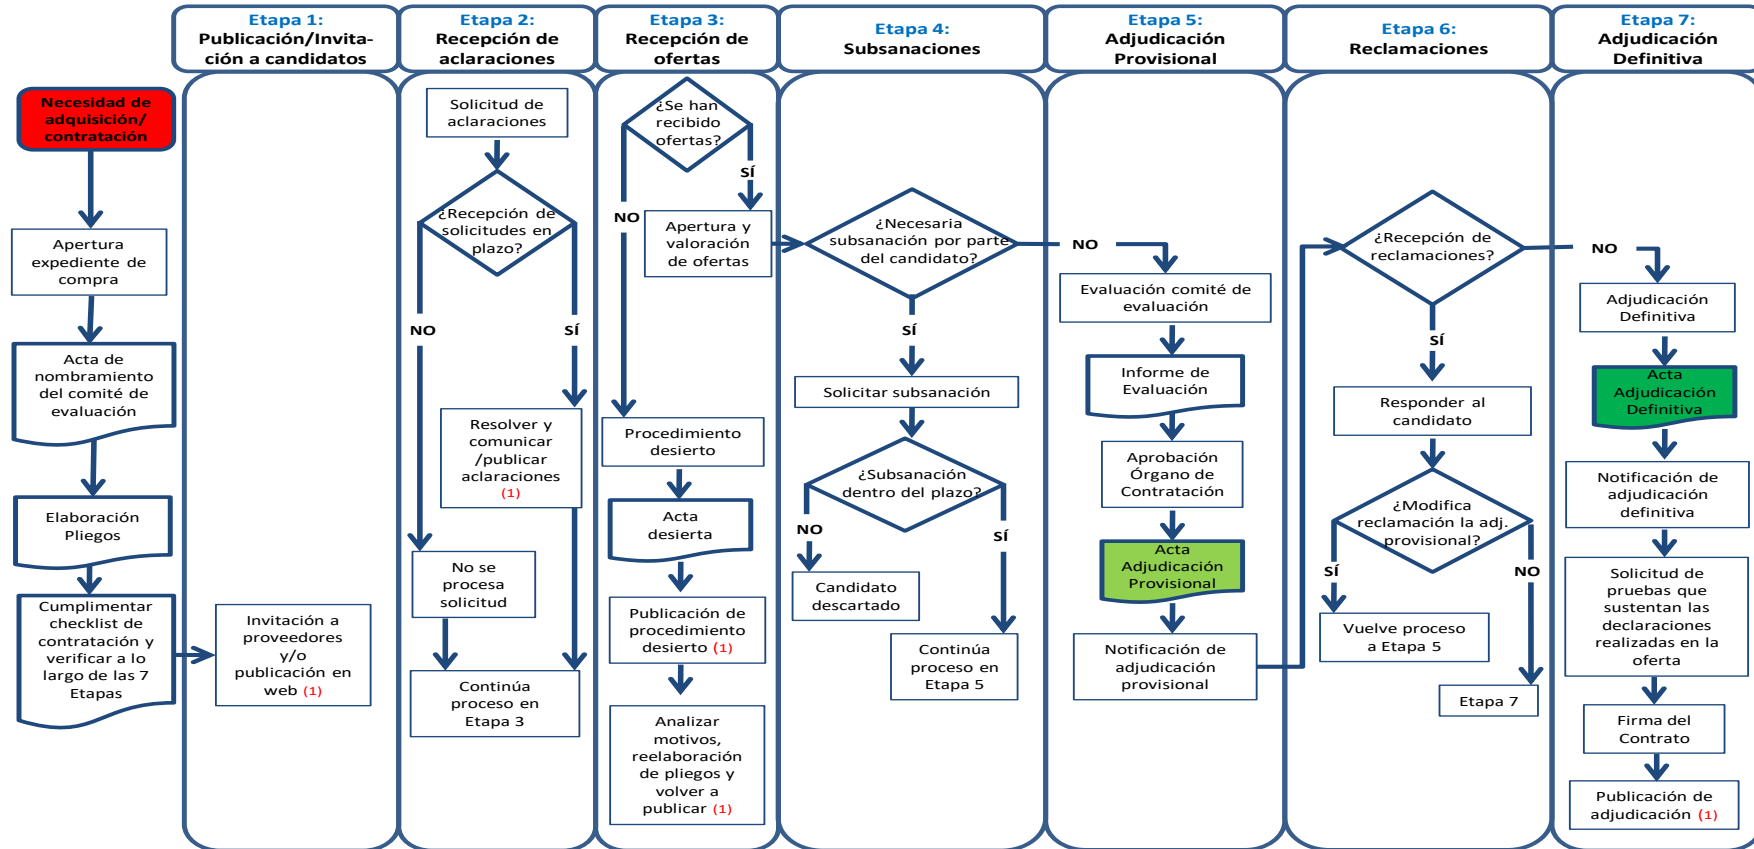 Etapa 1:
Publicación/Invita-
ción a candidatos
Etapa 2:
Recepción de
aclaraciones
Etapa 3:
Recepción de
ofertas
Etapa 4:
Subsanaciones
Etapa 5:
Adjudicación
Provisional
Etapa 6:
Reclamaciones
Etapa 7:
Adjudicación
Definitiva
Necesidad de
adquisición/
contratación
Apertura
expediente de
compra
Acta de
nombramiento
del comité de
evaluación
Elaboración
Pliegos
Cumplimentar
checklist de
contratación y
verificar a lo
largo de las 7
Etapas
Invitación a
proveedores
y/o
publicación en
web (1)
Solicitud de
aclaraciones
¿Recepción de
solicitudes en
plazo?
NO
SÍ
Resolver y
comunicar
/publicar
aclaraciones
(1)
No se
procesa
solicitud
Continúa
proceso en
Etapa 3
¿Se han
recibido
ofertas?
SÍ
NO
Apertura y
valoración
de ofertas
Procedimiento
desierto
Acta
desierta
Publicación de
procedimiento
desierto (1)
Analizar
motivos,
reelaboración
de pliegos y
volver a
publicar (1)
¿Necesaria
subsanación por parte
del candidato?
NO
SÍ
Solicitar subsanación
¿Subsanación
dentro del plazo?
NO
SÍ
Candidato
descartado
Continúa
proceso en
Etapa 5
Evaluación comité de
evaluación
Informe de
Evaluación
Aprobación
Órgano de
Contratación
Acta
Adjudicación
Provisional
Notificación de
adjudicación
provisional
¿Recepción de
reclamaciones?
NO
SÍ
Responder al
candidato
¿Modifica
reclamación la adj.
provisional?
SÍ
NO
Vuelve proceso
a Etapa 5
Etapa 7
Adjudicación
Definitiva
Acta
Adjudicación
Definitiva
Notificación de
adjudicación
definitiva
Solicitud de
pruebas que
sustentan las
declaraciones
realizadas en la
oferta
Firma del
Contrato
Publicación de
adjudicación (1)